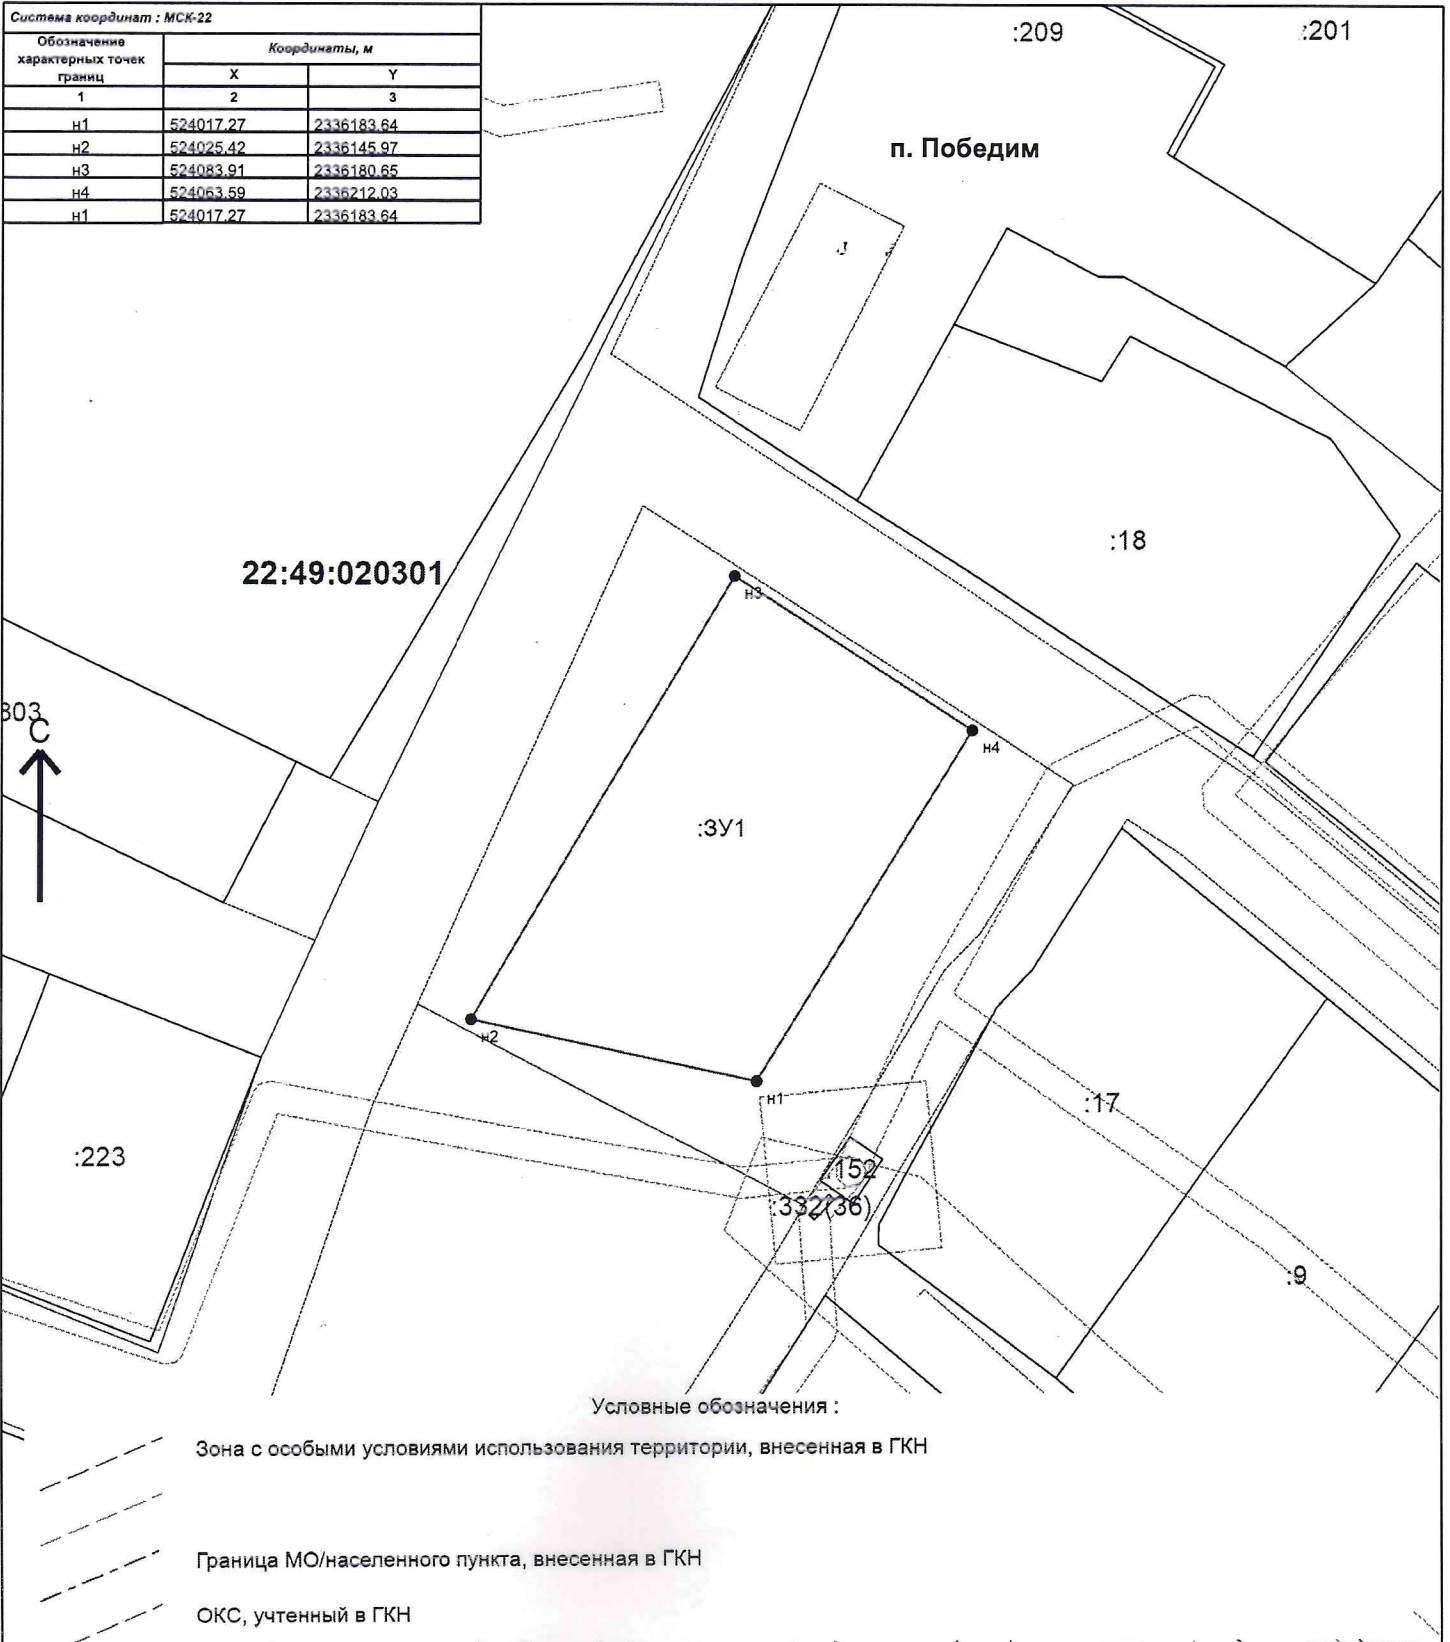 Система координат : МСК-22
Обозначение характерных точек границ
Координаты, м
X Y
1 2 3
н1 524017.27 2336183.64
н2 524025.42 2336145.97
н3 524083.91 2336180.65
н4 524063.59 2336212.03
н1 524017.27 2336183.64
:209
:201
п. Победим
:18
22:49:020301
н3
303
С
н4
:ЗУ1
н2
н1
:17
:223
:152
:332(36)
:9
Условные обозначения :
Зона с особыми условиями использования территории, внесенная в ГКН
Граница МО/населенного пункта, внесенная в ГКН
ОКС, учтенный в ГКН